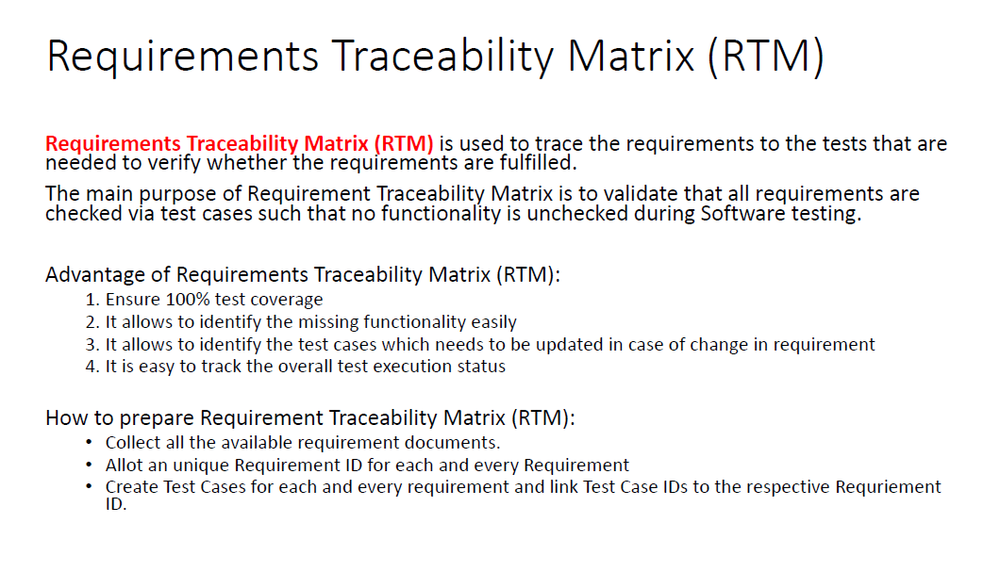 Requirements Traceability Matrix (RTM)
Requirements Traceability Matrix (RTM) is used to trace the requirements to the tests that are
needed to verify whether the requirements are fulfilled.
The main purpose of Requirement Traceability Matrix is to validate that all requirements are
checked via test cases such that no functionality is unchecked during Software testing.
Advantage of Requirements Traceability Matrix (RTM):
1. Ensure 100% test coverage
2. It allows to identify the missing functionality easily
3. It allows to identify the test cases which needs to be updated in case of change in requirement
4. It is easy to track the overall test execution status
How to prepare Requirement Traceability Matrix (RTM):
• Collect all the available requirement documents.
• Allot an unique Requirement ID for each and every Requirement
• Create Test Cases for each and every requirement and link Test Case IDs to the respective Requriement
ID.